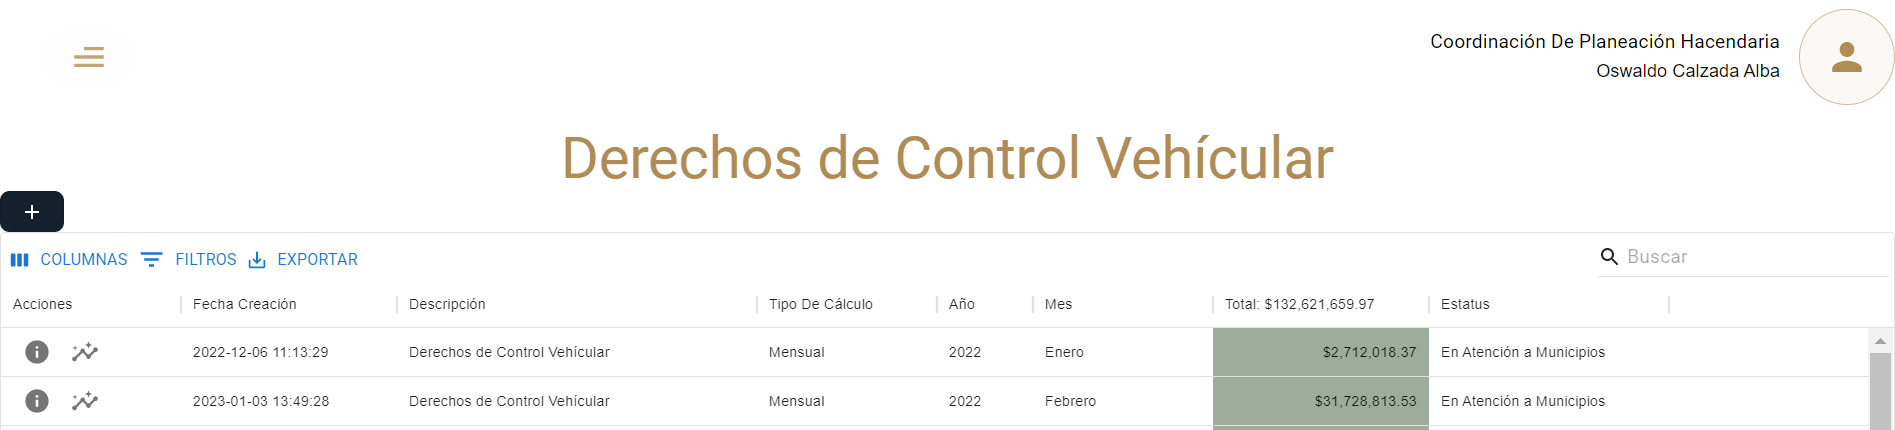 Coordinación De Planeación Hacendaria
Oswaldo Calzada Alba
Derechos de Control Vehícular
+
COLUMNAS FILTROS EXPORTAR Buscar
Acciones Fecha Creación Descripción Tipo De Cálculo Año Mes Total: $132,621,659.97 Estatus
2022-12-06 11:13:29 Derechos de Control Vehícular Mensual 2022 Enero $2,712,018.37 En Atención a Municipios
2023-01-03 13:49:28 Derechos de Control Vehícular Mensual 2022 Febrero $31,728,813.53 En Atención a Municipios